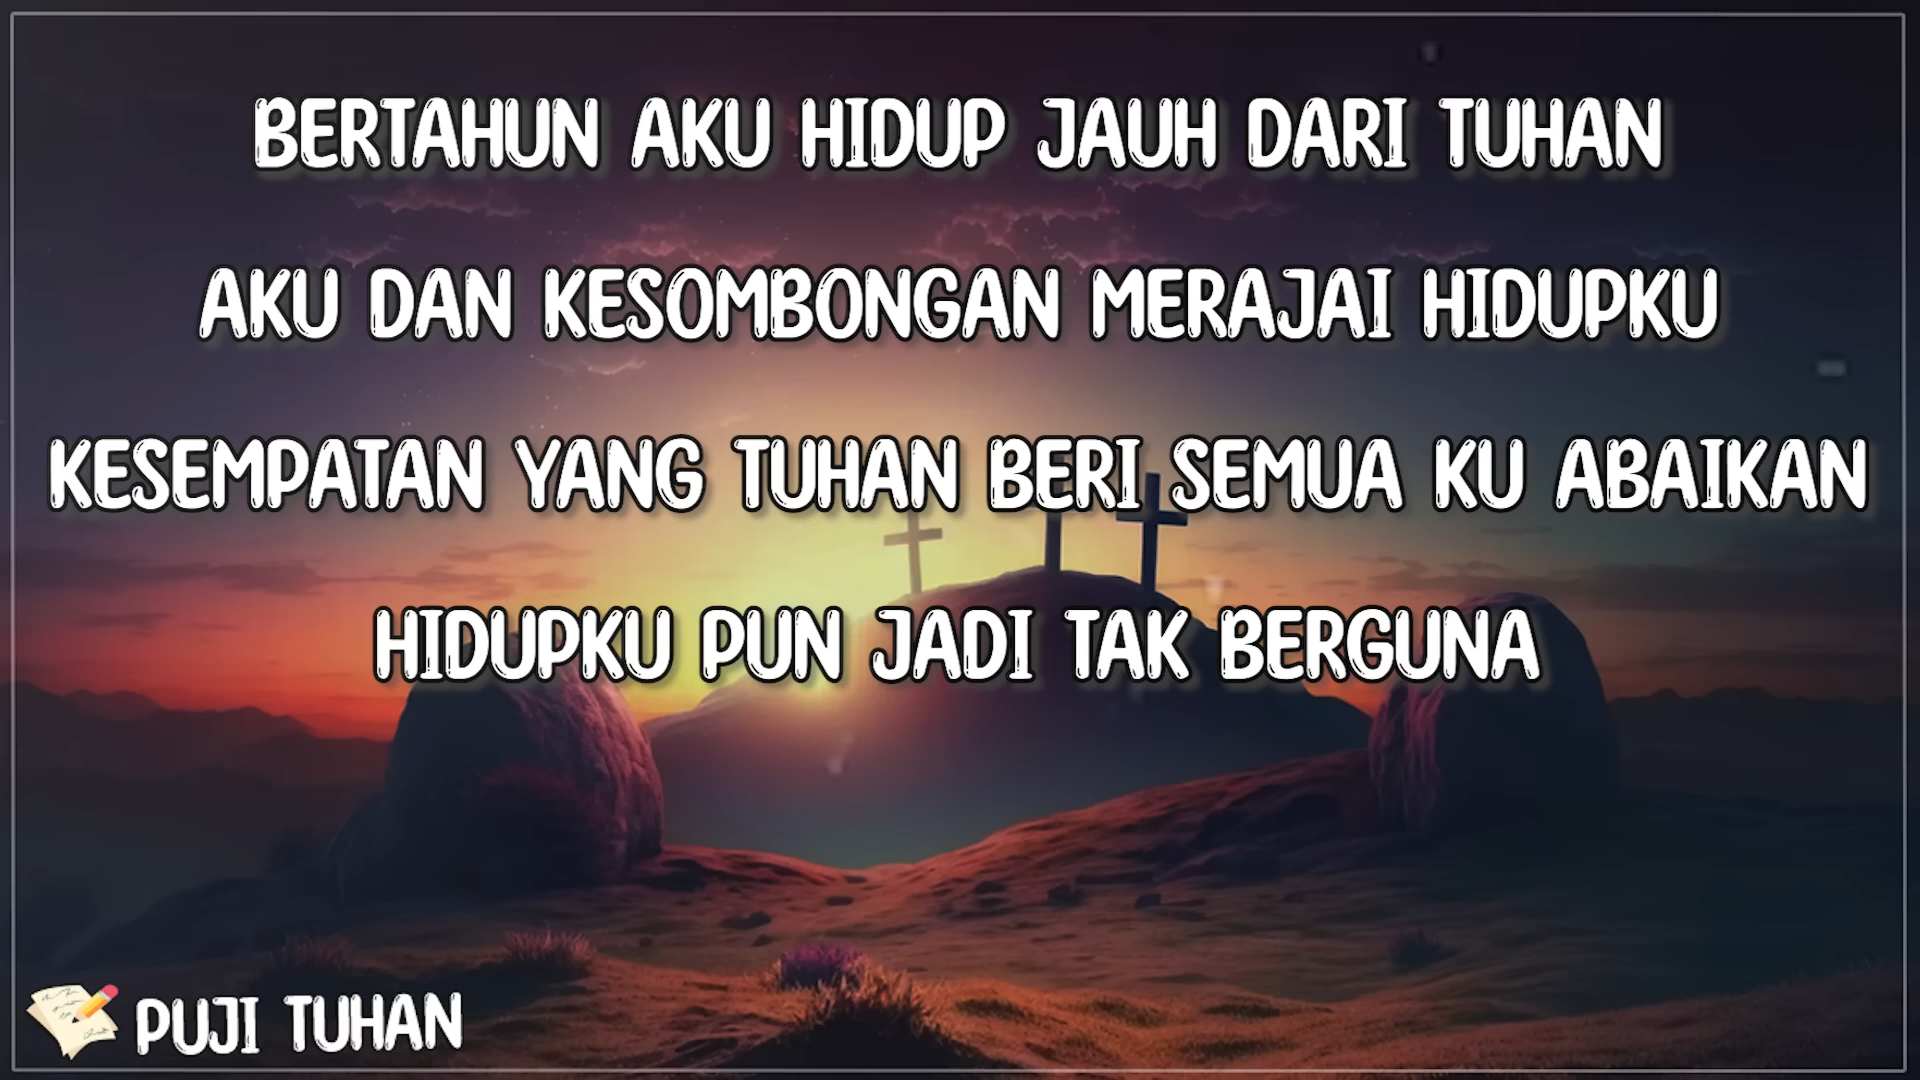 BERTAHUN AKU HIDUP JAUH DARI TUHAN
AKU DAN KESOMBONGAN MERAJAI HIDUPKU
KESEMPATAN YANG TUHAN BERI SEMUA KU ABAIKAN
HIDUPKU PUN JADI TAK BERGUNA
PUJI TUHAN